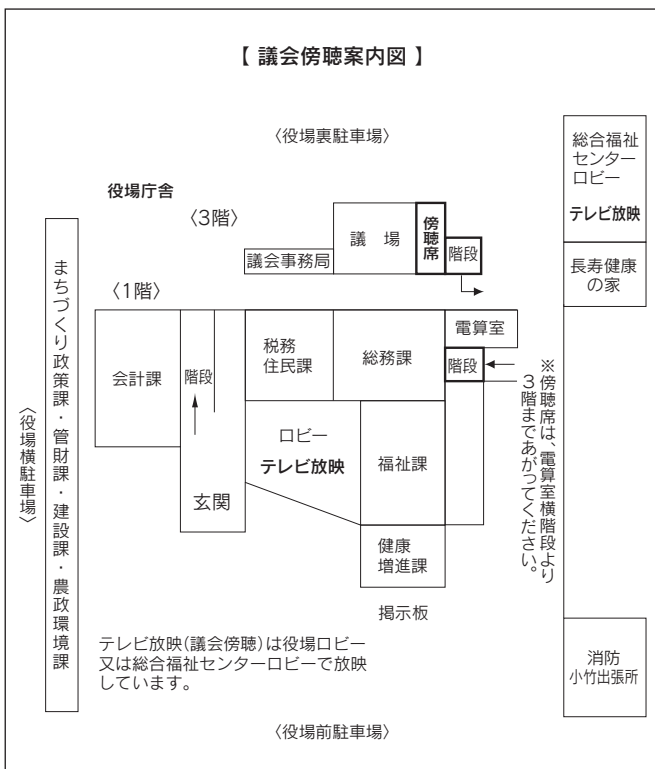 【 議会傍聴案内図 】
〈役場裏駐車場〉
総合福祉
センター
ロビー
テレビ放映
役場庁舎
〈3階〉
議 場
傍聴席
階段
議会事務局
長寿健康
の家
〈1階〉
まちづくり政策課・管財課・建設課・農政環境課
〈役場横駐車場〉
会計課
階段
税務
住民課
総務課
電算室
階段
※傍聴席は、電算室横階段より
3階まであがってください。
ロビー
テレビ放映
福祉課
玄関
健康
増進課
掲示板
テレビ放映(議会傍聴)は役場ロビー
又は総合福祉センターロビーで放映
しています。
消防
小竹出張所
〈役場前駐車場〉